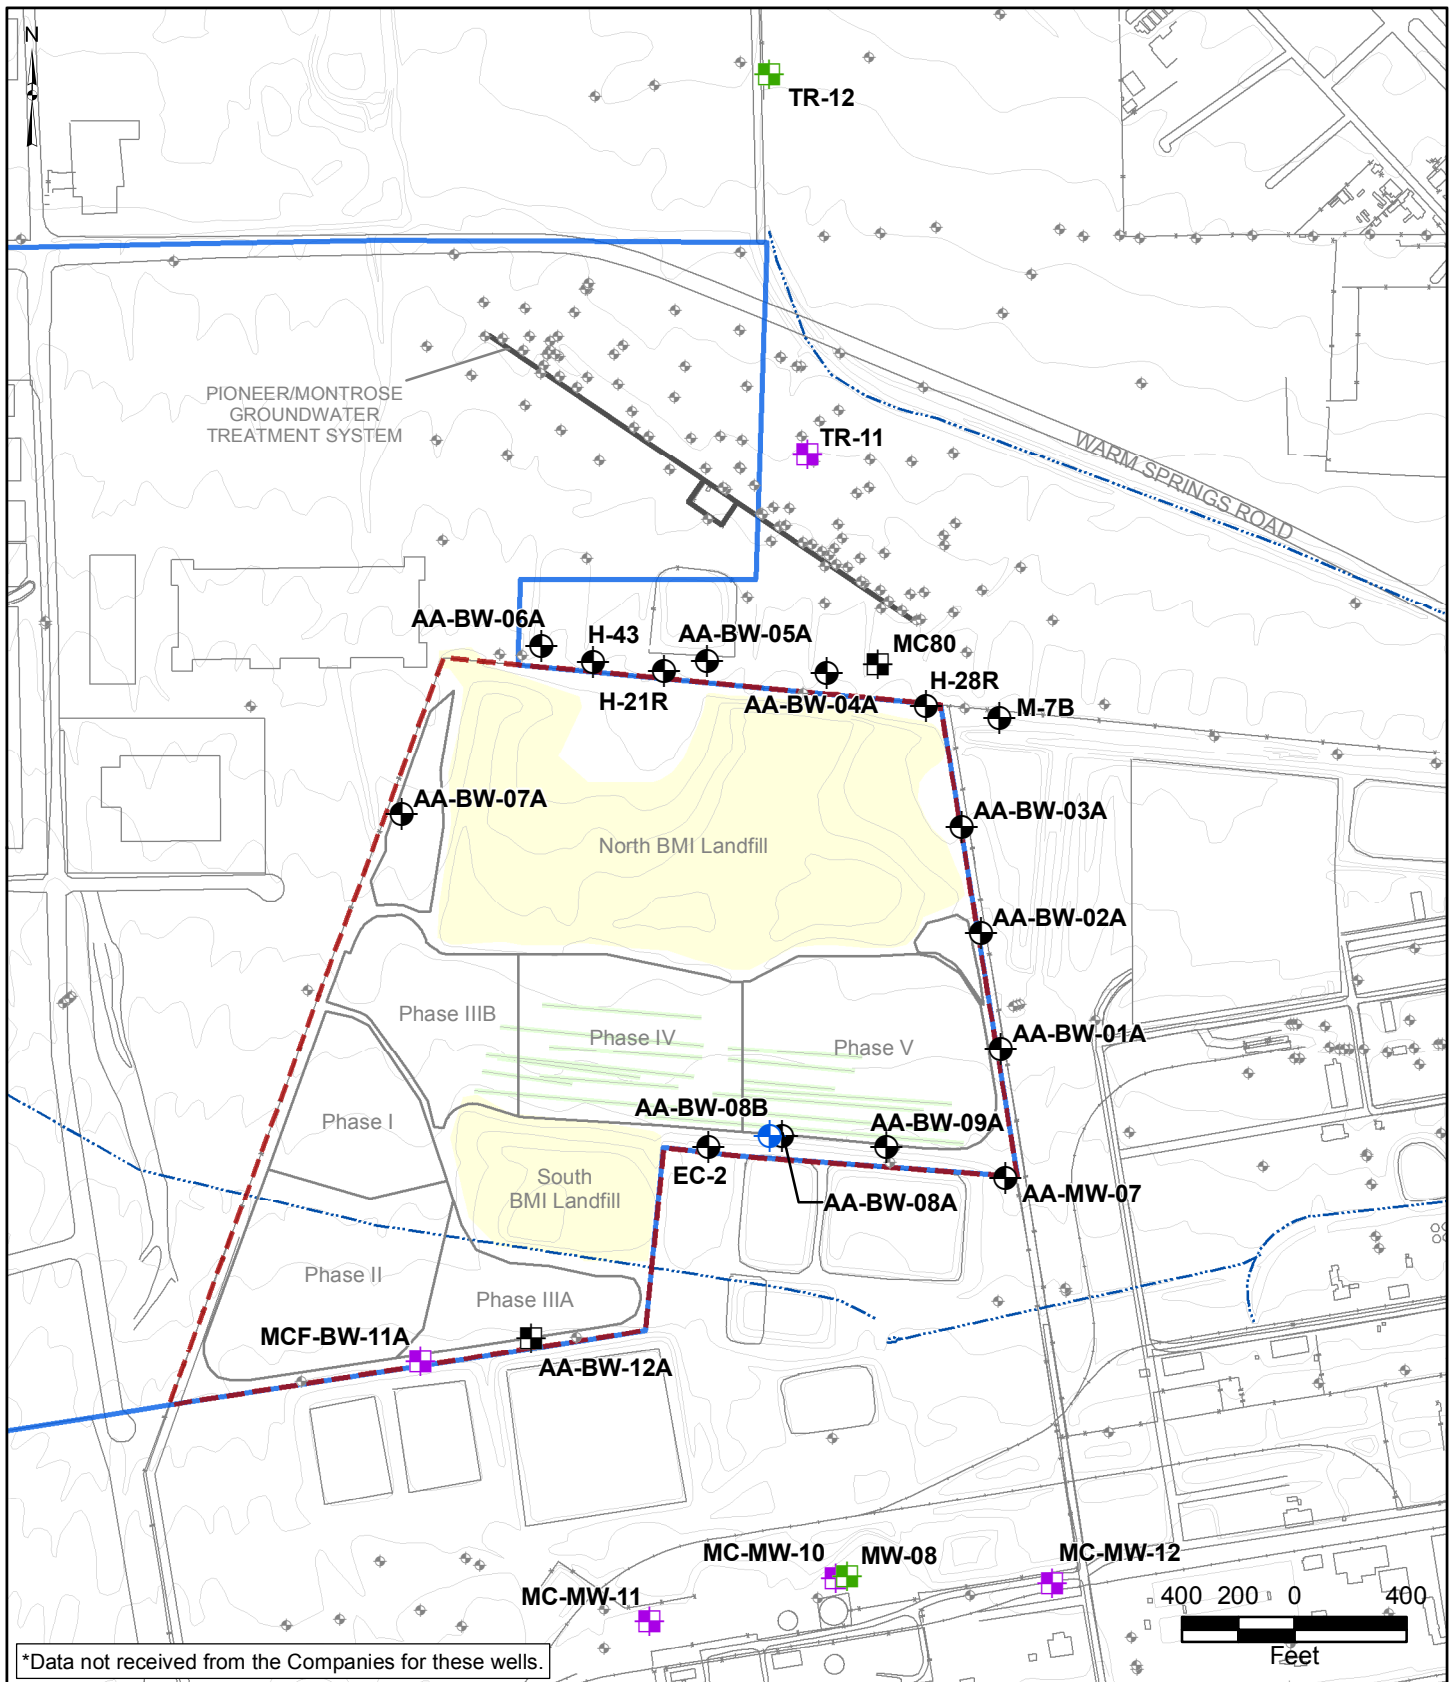 N
TR-12
PIONEER/MONTROSE
GROUNDWATER
TREATMENT SYSTEM
TR-11
WARM SPRINGS ROAD
AA-BW-06A
H-43
AA-BW-05A
MC80
H-21R
AA-BW-04A
H-28R
M-7B
AA-BW-07A
AA-BW-03A
North BMI Landfill
AA-BW-02A
Phase IIIB
Phase IV
Phase V
AA-BW-01A
Phase I
AA-BW-08B
AA-BW-09A
EC-2
South
BMI Landfill
AA-BW-08A
AA-MW-07
Phase II
Phase IIIA
MCF-BW-11A
AA-BW-12A
MC-MW-10
MW-08
MC-MW-12
MC-MW-11
400 200 0 400
Feet
*Data not received from the Companies for these wells.